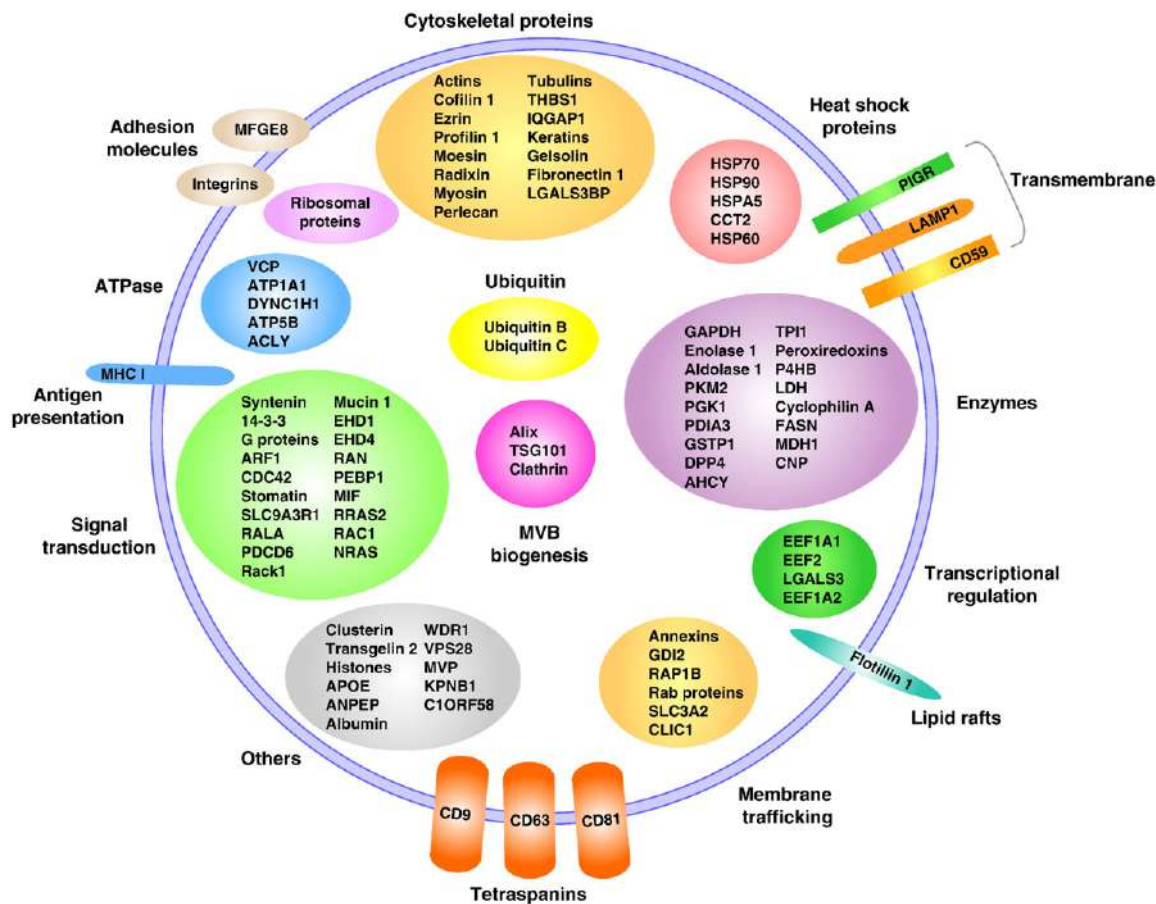 Cytoskeletal proteins
Actins Tubulins
Cofilin 1 THBS1
Ezrin IQGAP1
Profilin 1 Keratins
Moesin Gelsolin
Radixin Fibronectin 1
Myosin LGALS3BP
Perlecan
Adhesion
molecules
MFGE8
Integrins
Ribosomal
proteins
Heat shock
proteins
HSP70
HSP90
HSPA5
CCT2
HSP60
PIGR
LAMP1
CD59
Transmembrane
ATPase
VCP
ATP1A1
DYNC1H1
ATP5B
ACLY
Ubiquitin
Ubiquitin B
Ubiquitin C
MHC I
Antigen
presentation
GAPDH TPI1
Enolase 1 Peroxiredoxins
Aldolase 1 P4HB
PKM2 LDH
PGK1 Cyclophilin A
PDIA3 FASN
GSTP1 MDH1
DPP4 CNP
AHCY
Enzymes
Syntenin Mucin 1
14-3-3 EHD1
G proteins EHD4
ARF1 RAN
CDC42 PEBP1
Stomatin MIF
SLC9A3R1 RRAS2
RALA RAC1
PDCD6 NRAS
Rack1
Signal
transduction
Alix
TSG101
Clathrin
MVB
biogenesis
EEF1A1
EEF2
LGALS3
EEF1A2
Transcriptional
regulation
Clusterin WDR1
Transgelin 2 VPS28
Histones MVP
APOE KPNB1
ANPEP C1ORF58
Albumin
Others
Annexins
GDI2
RAP1B
Rab proteins
SLC3A2
CLIC1
Flotillin 1
Lipid rafts
Membrane
trafficking
CD9 CD63 CD81
Tetraspanins